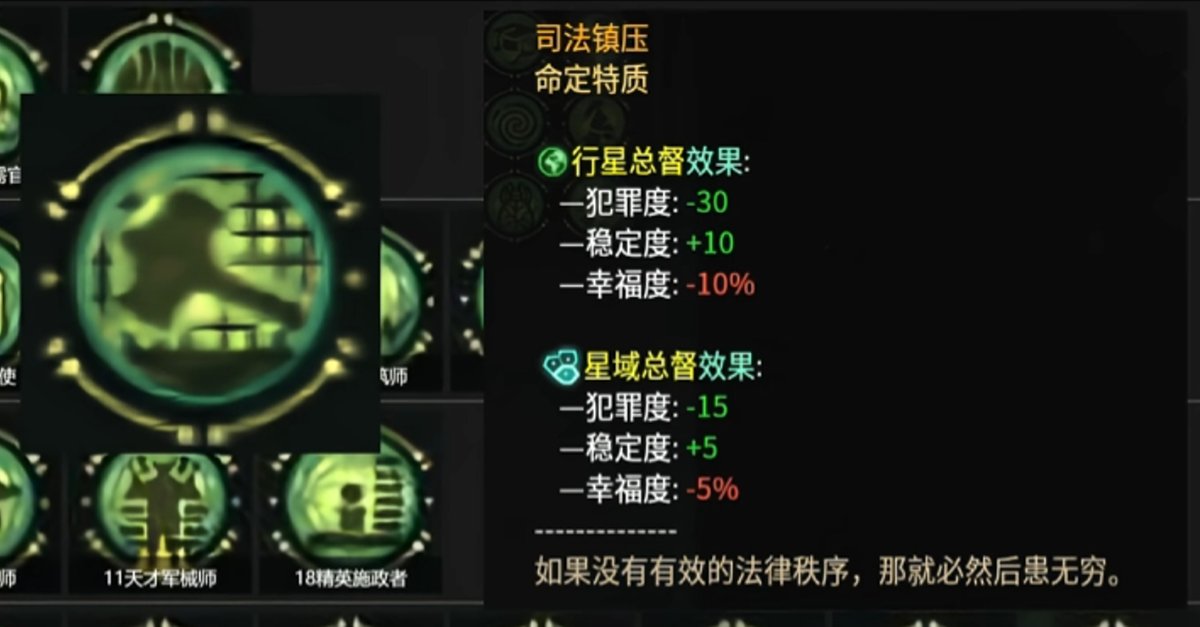 司法镇压
命定特质
行星总督效果:
—犯罪度: -30
—稳定度: +10
—幸福度: -10%
星域总督效果:
—犯罪度: -15
—稳定度: +5
—幸福度: -5%
--------------
如果没有有效的法律秩序，那就必然后患无穷。
官
使
师
师
11天才军械师
18精英施政者